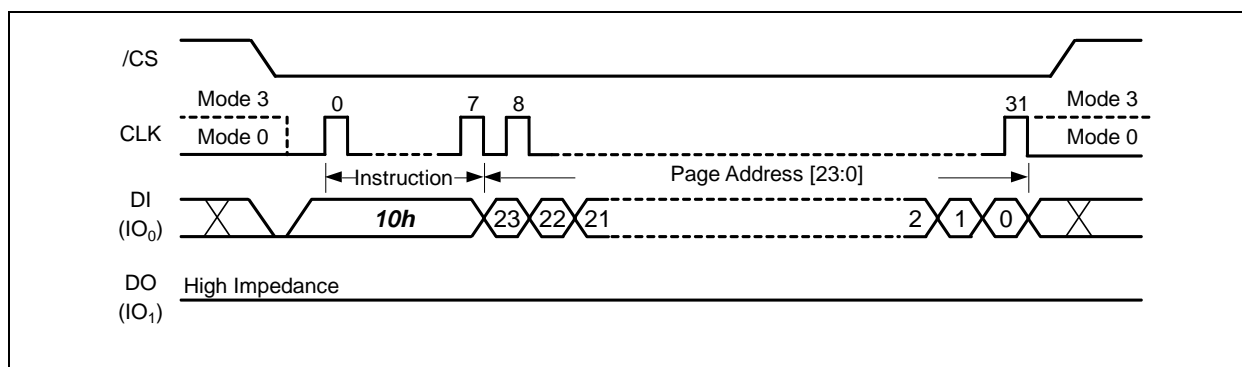 /CS
Mode 3 0 7 8 31 Mode 3
CLK Mode 0 Mode 0
Instruction Page Address [23:0]
DI
(IO0) 10h 23 22 21 2 1 0
DO High Impedance
(IO1)